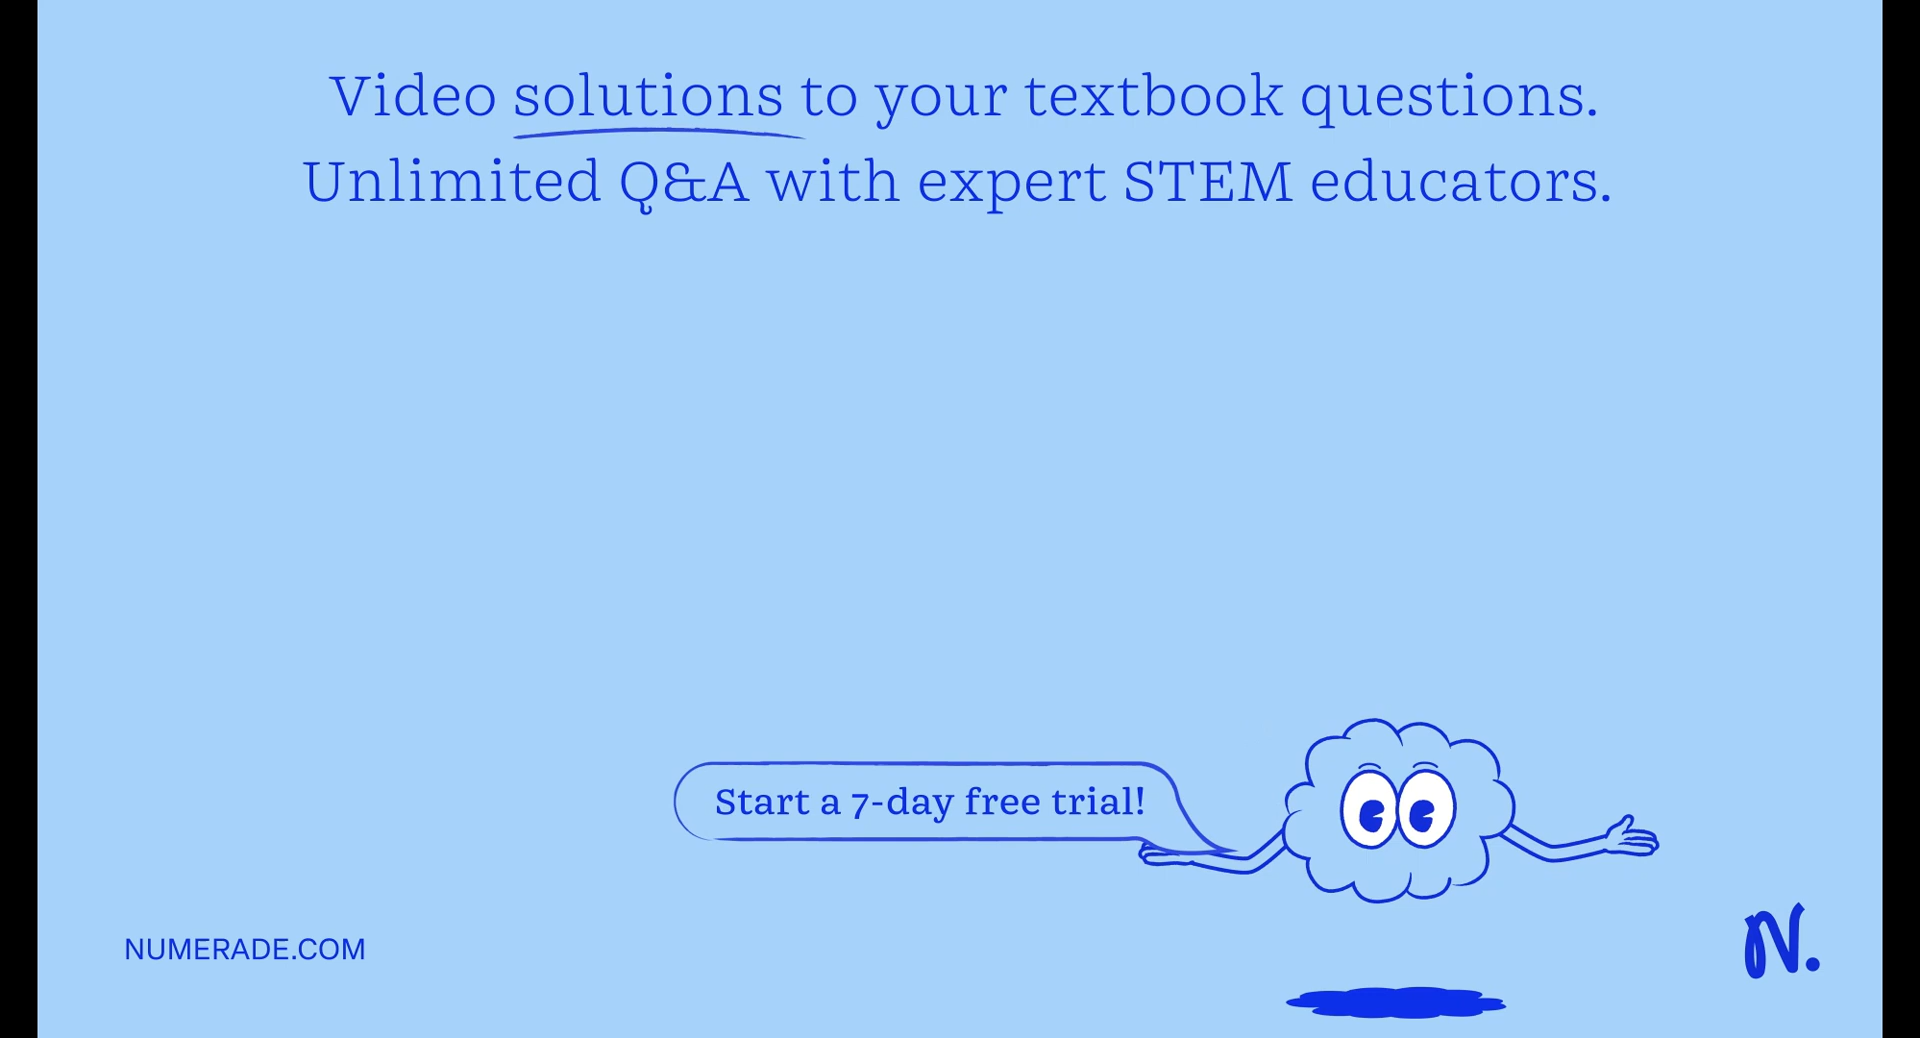 Video solutions to your textbook questions.
Unlimited Q&A with expert STEM educators.
Start a 7-day free trial!
NUMERADE.COM
N.